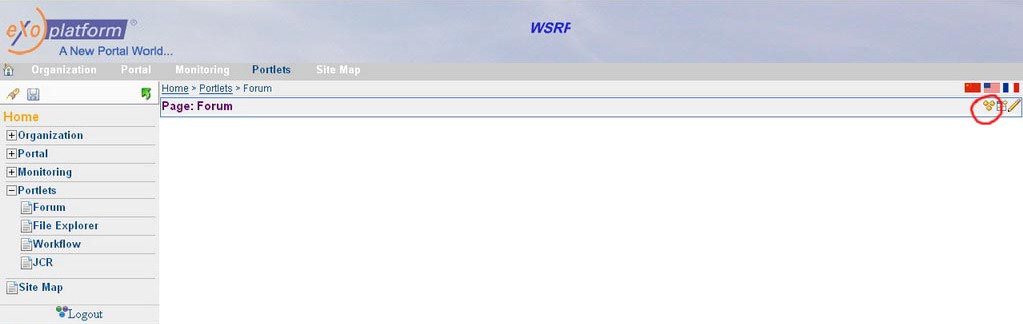 eXo platform ®
A New Portal World...
WSRP
Organization Portal Monitoring Portlets Site Map
Home > Portlets > Forum
Page: Forum
Home
Organization
Portal
Monitoring
Portlets
Forum
File Explorer
Workflow
JCR
Site Map
Logout